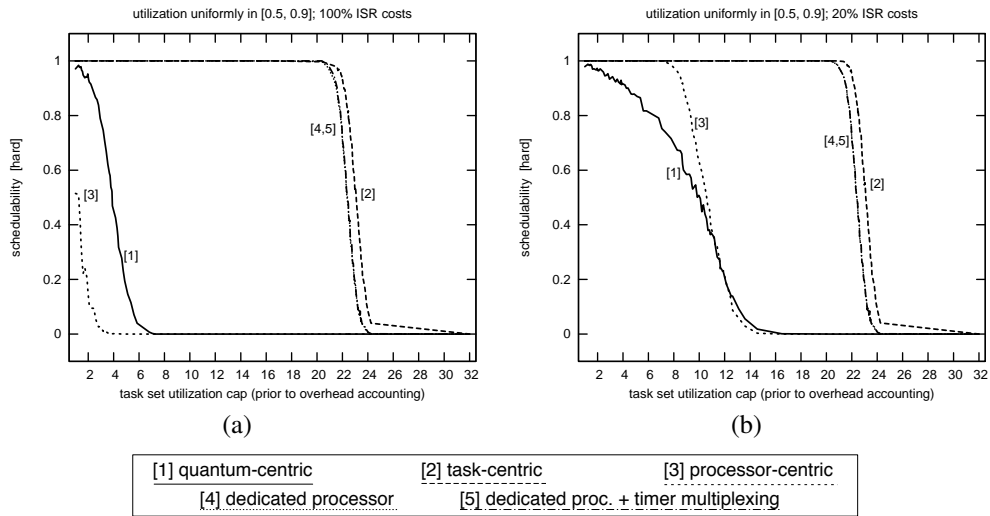 utilization uniformly in [0.5, 0.9]; 100% ISR costs
1
0.8
0.6
0.4
0.2
0
schedulability [hard]
[3]
[1]
[4,5]
[2]
2 4 6 8 10 12 14 16 18 20 22 24 26 28 30 32
task set utilization cap (prior to overhead accounting)
(a)
utilization uniformly in [0.5, 0.9]; 20% ISR costs
1
0.8
0.6
0.4
0.2
0
schedulability [hard]
[3]
[1]
[4,5]
[2]
2 4 6 8 10 12 14 16 18 20 22 24 26 28 30 32
task set utilization cap (prior to overhead accounting)
(b)
[1] quantum-centric [2] task-centric [3] processor-centric
[4] dedicated processor [5] dedicated proc. + timer multiplexing